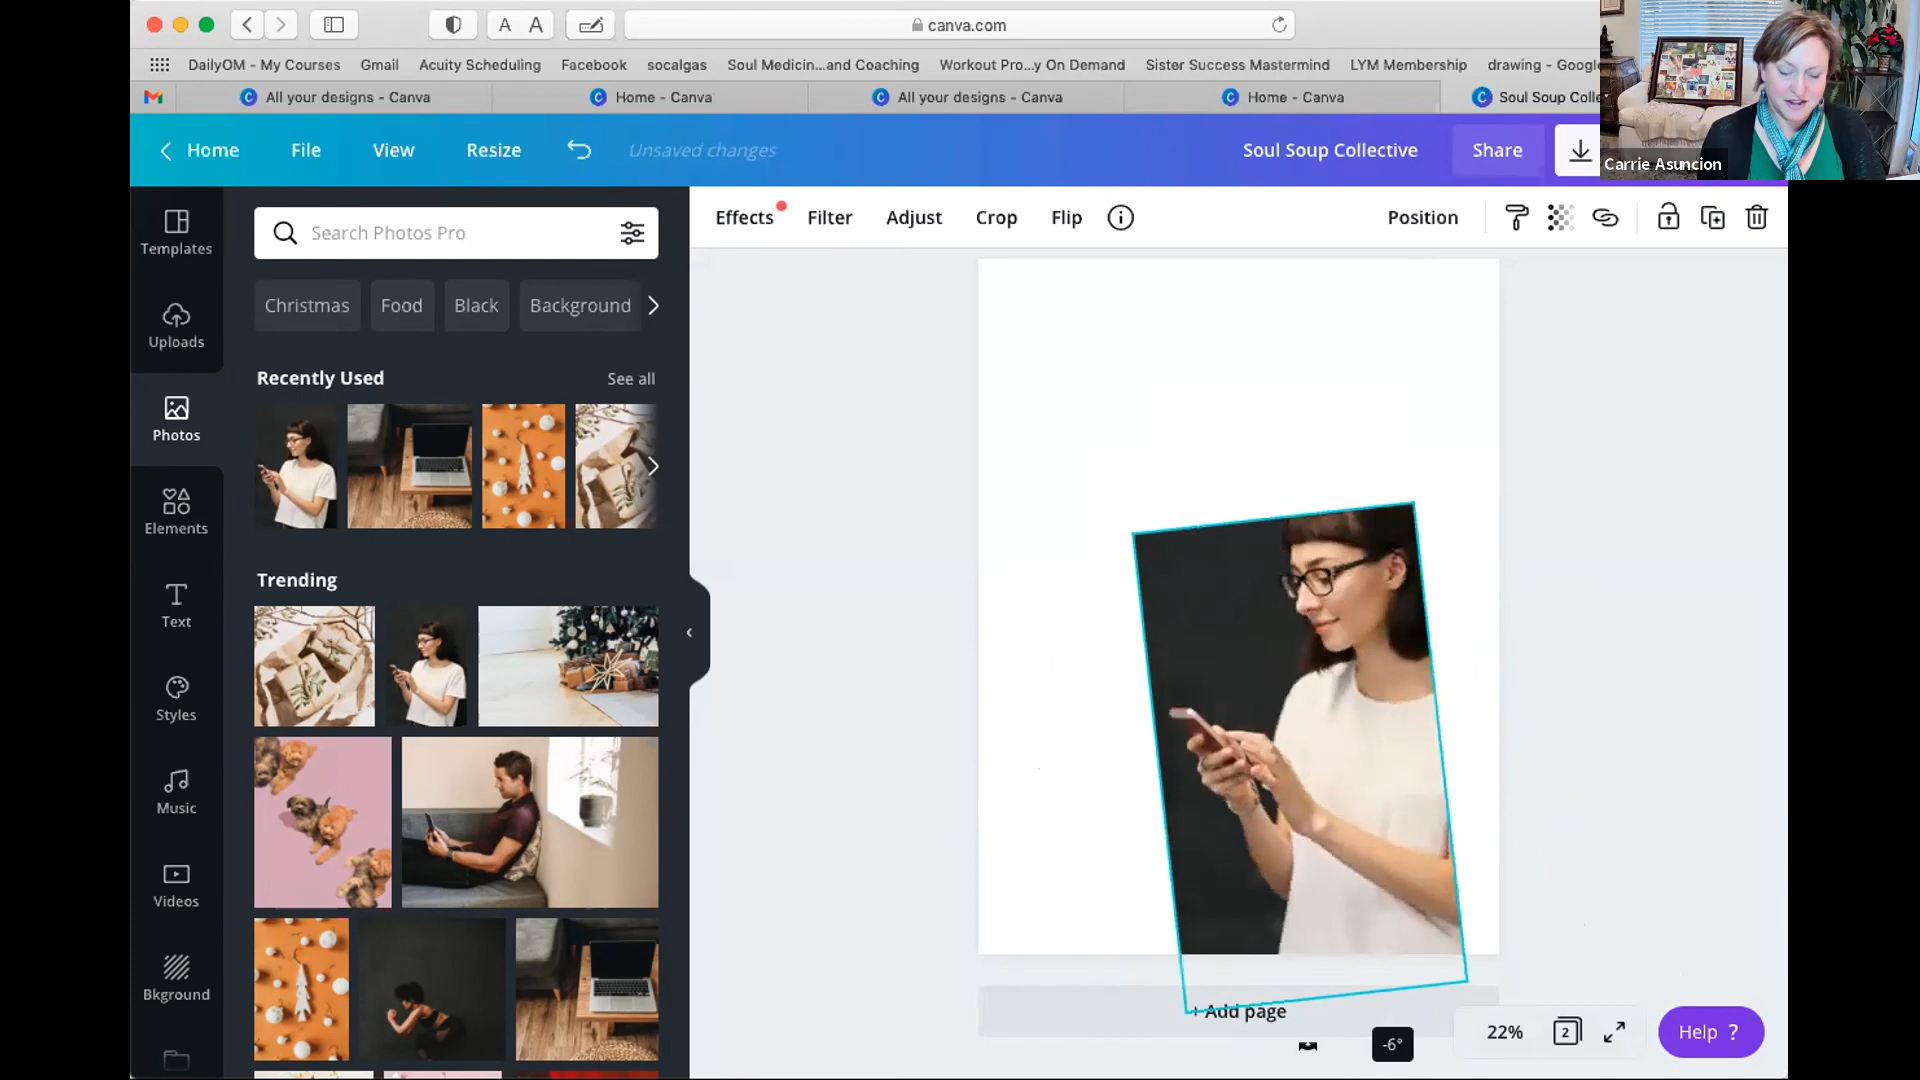 A A
canva.com
DailyOM - My Courses Gmail Acuity Scheduling Facebook socalgas Soul Medicin...and Coaching Workout Pro...y On Demand Sister Success Mastermind LYM Membership drawing - Google
All your designs - Canva Home - Canva All your designs - Canva Home - Canva Soul Soup Colle
Carrie Asuncion
Home File View Resize Unsaved changes Soul Soup Collective Share
Effects Filter Adjust Crop Flip Position
Templates
Search Photos Pro
Christmas Food Black Background
Uploads
Recently Used See all
Photos
Elements
Trending
Text
Styles
Music
Videos
Bkground
+ Add page
-6°
22% 2 Help ?